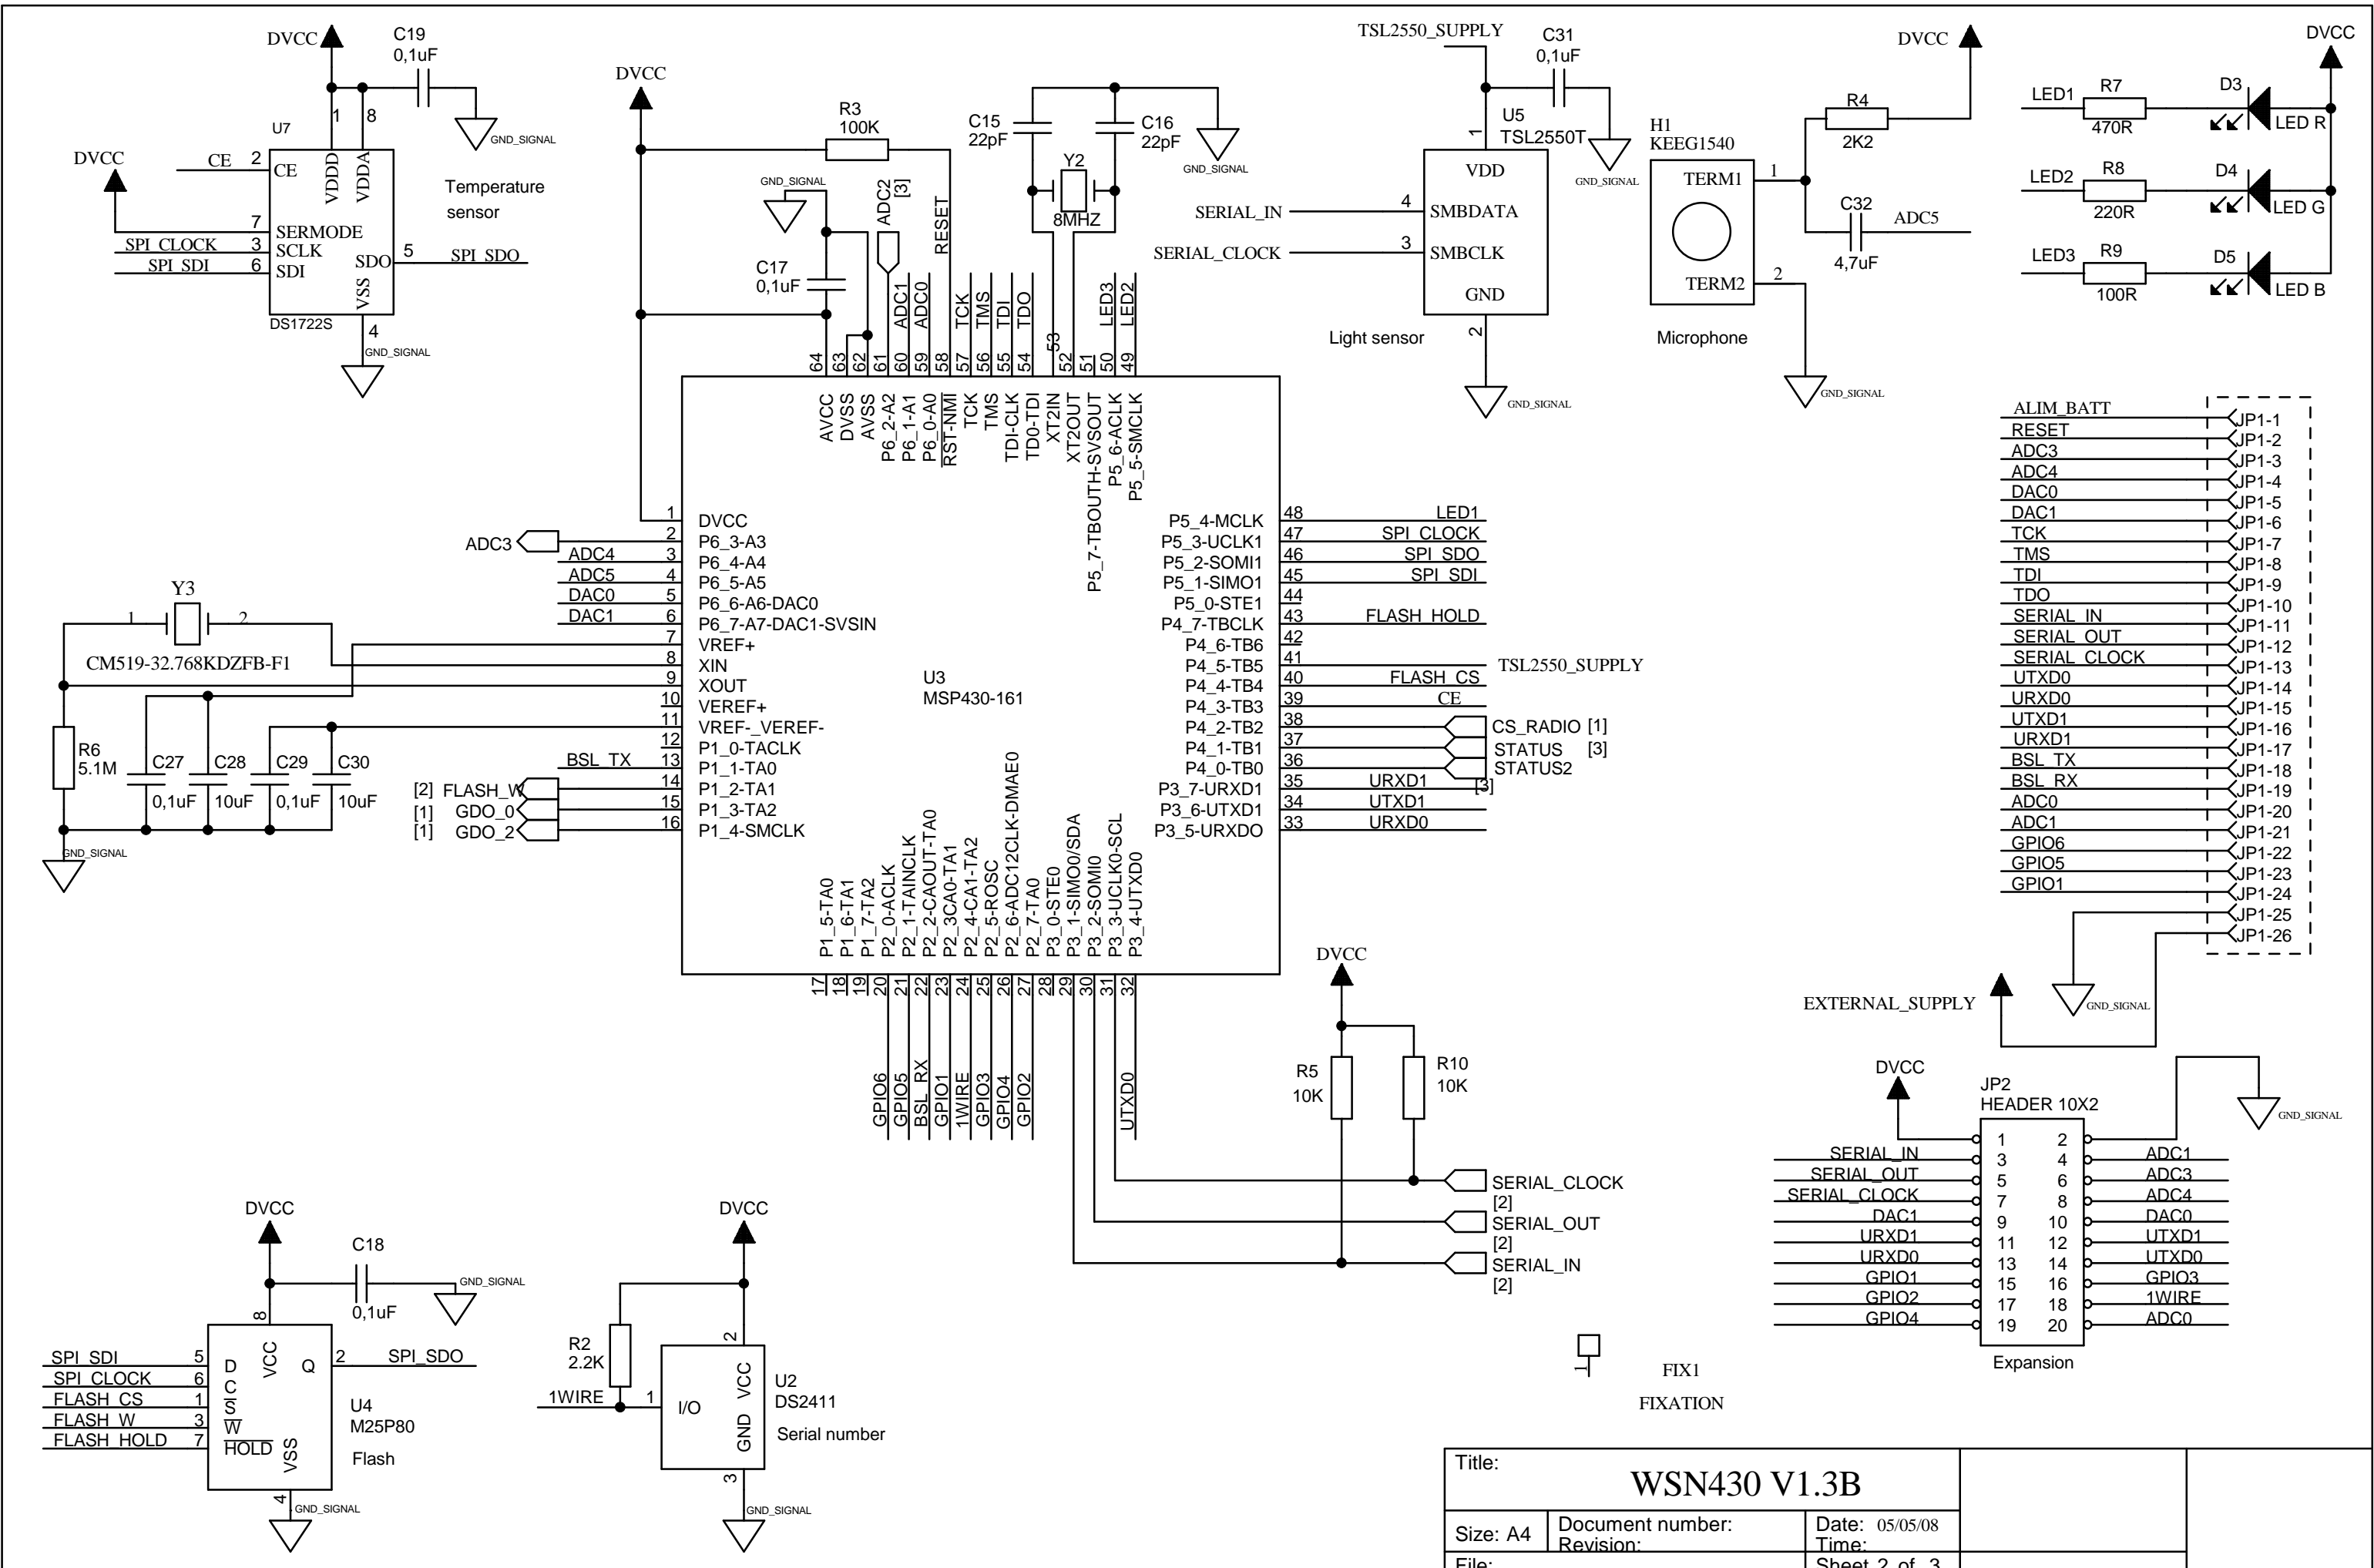 DVCC
C19
0,1uF
GND_SIGNAL
1
8
U7
DVCC
CE
2
CE
VDDD
VDDA
7
SERMODE
SPI_CLOCK
3
SCLK
SPI_SDI
6
SDI
SDO
5
SPI_SDO
VSS
DS1722S
4
GND_SIGNAL
Temperature
sensor
DVCC
R3
100K
GND_SIGNAL
C17
0,1uF
ADC2
[3]
RESET
ADC1
ADC0
TCK
TMS
TDI
TDO
C15
22pF
C16
22pF
Y2
8MHZ
GND_SIGNAL
LED3
LED2
64
63
62
61
60
59
58
57
56
55
54
53
52
51
50
49
AVCC
DVSS
AVSS
P6_2-A2
P6_1-A1
P6_0-A0
RST-NMI
TCK
TMS
TDI-CLK
TD0-TDI
XT2IN
XT2OUT
P5_7-TBOUTH-SVSOUT
P5_6-ACLK
P5_5-SMCLK
TSL2550_SUPPLY
C31
0,1uF
GND_SIGNAL
U5
TSL2550T
1
VDD
SERIAL_IN
4
SMBDATA
SERIAL_CLOCK
3
SMBCLK
GND
2
Light sensor
GND_SIGNAL
H1
KEEG1540
TERM1
1
TERM2
2
Microphone
GND_SIGNAL
DVCC
R4
2K2
C32
4,7uF
ADC5
DVCC
LED1
R7
470R
D3
LED R
LED2
R8
220R
D4
LED G
LED3
R9
100R
D5
LED B
ADC3
ADC4
ADC5
DAC0
DAC1
1
DVCC
2
P6_3-A3
3
P6_4-A4
4
P6_5-A5
5
P6_6-A6-DAC0
6
P6_7-A7-DAC1-SVSIN
7
VREF+
8
XIN
9
XOUT
10
VEREF+
11
VREF-_VEREF-
12
P1_0-TACLK
BSL_TX
13
P1_1-TA0
[2]
FLASH_W
14
P1_2-TA1
[1]
GDO_0
15
P1_3-TA2
[1]
GDO_2
16
P1_4-SMCLK
Y3
1
2
CM519-32.768KDZFB-F1
R6
5.1M
C27
0,1uF
C28
10uF
C29
0,1uF
C30
10uF
GND_SIGNAL
U3
MSP430-161
P5_4-MCLK
48
LED1
P5_3-UCLK1
47
SPI_CLOCK
P5_2-SOMI1
46
SPI_SDO
P5_1-SIMO1
45
SPI_SDI
P5_0-STE1
44
P4_7-TBCLK
43
FLASH_HOLD
P4_6-TB6
42
P4_5-TB5
41
TSL2550_SUPPLY
P4_4-TB4
40
FLASH_CS
P4_3-TB3
39
CE
P4_2-TB2
38
CS_RADIO [1]
P4_1-TB1
37
STATUS [3]
P4_0-TB0
36
STATUS2
[3]
P3_7-URXD1
35
URXD1
P3_6-UTXD1
34
UTXD1
P3_5-URXDO
33
URXD0
P1_5-TA0
P1_6-TA1
P1_7-TA2
P2_0-ACLK
P2_1-TAINCLK
P2_2-CAOUT-TA0
P2_3CA0-TA1
P2_4-CA1-TA2
P2_5-ROSC
P2_6-ADC12CLK-DMAE0
P2_7-TA0
P3_0-STE0
P3_1-SIMO0/SDA
P3_2-SOMI0
P3_3-UCLK0-SCL
P3_4-UTXD0
17
18
19
20
21
22
23
24
25
26
27
28
29
30
31
32
GPIO6
GPIO5
BSL_RX
GPIO1
1WIRE
GPIO3
GPIO4
GPIO2
UTXD0
DVCC
R5
10K
R10
10K
SERIAL_CLOCK
[2]
SERIAL_OUT
[2]
SERIAL_IN
[2]
ALIM_BATT
JP1-1
RESET
JP1-2
ADC3
JP1-3
ADC4
JP1-4
DAC0
JP1-5
DAC1
JP1-6
TCK
JP1-7
TMS
JP1-8
TDI
JP1-9
TDO
JP1-10
SERIAL_IN
JP1-11
SERIAL_OUT
JP1-12
SERIAL_CLOCK
JP1-13
UTXD0
JP1-14
URXD0
JP1-15
UTXD1
JP1-16
URXD1
JP1-17
BSL_TX
JP1-18
BSL_RX
JP1-19
ADC0
JP1-20
ADC1
JP1-21
GPIO6
JP1-22
GPIO5
JP1-23
GPIO1
JP1-24
JP1-25
JP1-26
EXTERNAL_SUPPLY
GND_SIGNAL
DVCC
JP2
HEADER 10X2
GND_SIGNAL
1
2
SERIAL_IN
3
4
ADC1
SERIAL_OUT
5
6
ADC3
SERIAL_CLOCK
7
8
ADC4
DAC1
9
10
DAC0
URXD1
11
12
UTXD1
URXD0
13
14
UTXD0
GPIO1
15
16
GPIO3
GPIO2
17
18
1WIRE
GPIO4
19
20
ADC0
Expansion
DVCC
C18
0,1uF
GND_SIGNAL
8
VCC
SPI_SDI
5
D
Q
2
SPI_SDO
SPI_CLOCK
6
C
FLASH_CS
1
S
FLASH_W
3
W
FLASH_HOLD
7
HOLD
VSS
4
GND_SIGNAL
U4
M25P80
Flash
DVCC
R2
2.2K
1WIRE
1
I/O
2
VCC
GND
3
GND_SIGNAL
U2
DS2411
Serial number
1
FIX1
FIXATION
Title:
WSN430 V1.3B
Size: A4
Document number:
Revision:
Date: 05/05/08
Time:
File:
Sheet 2 of 3